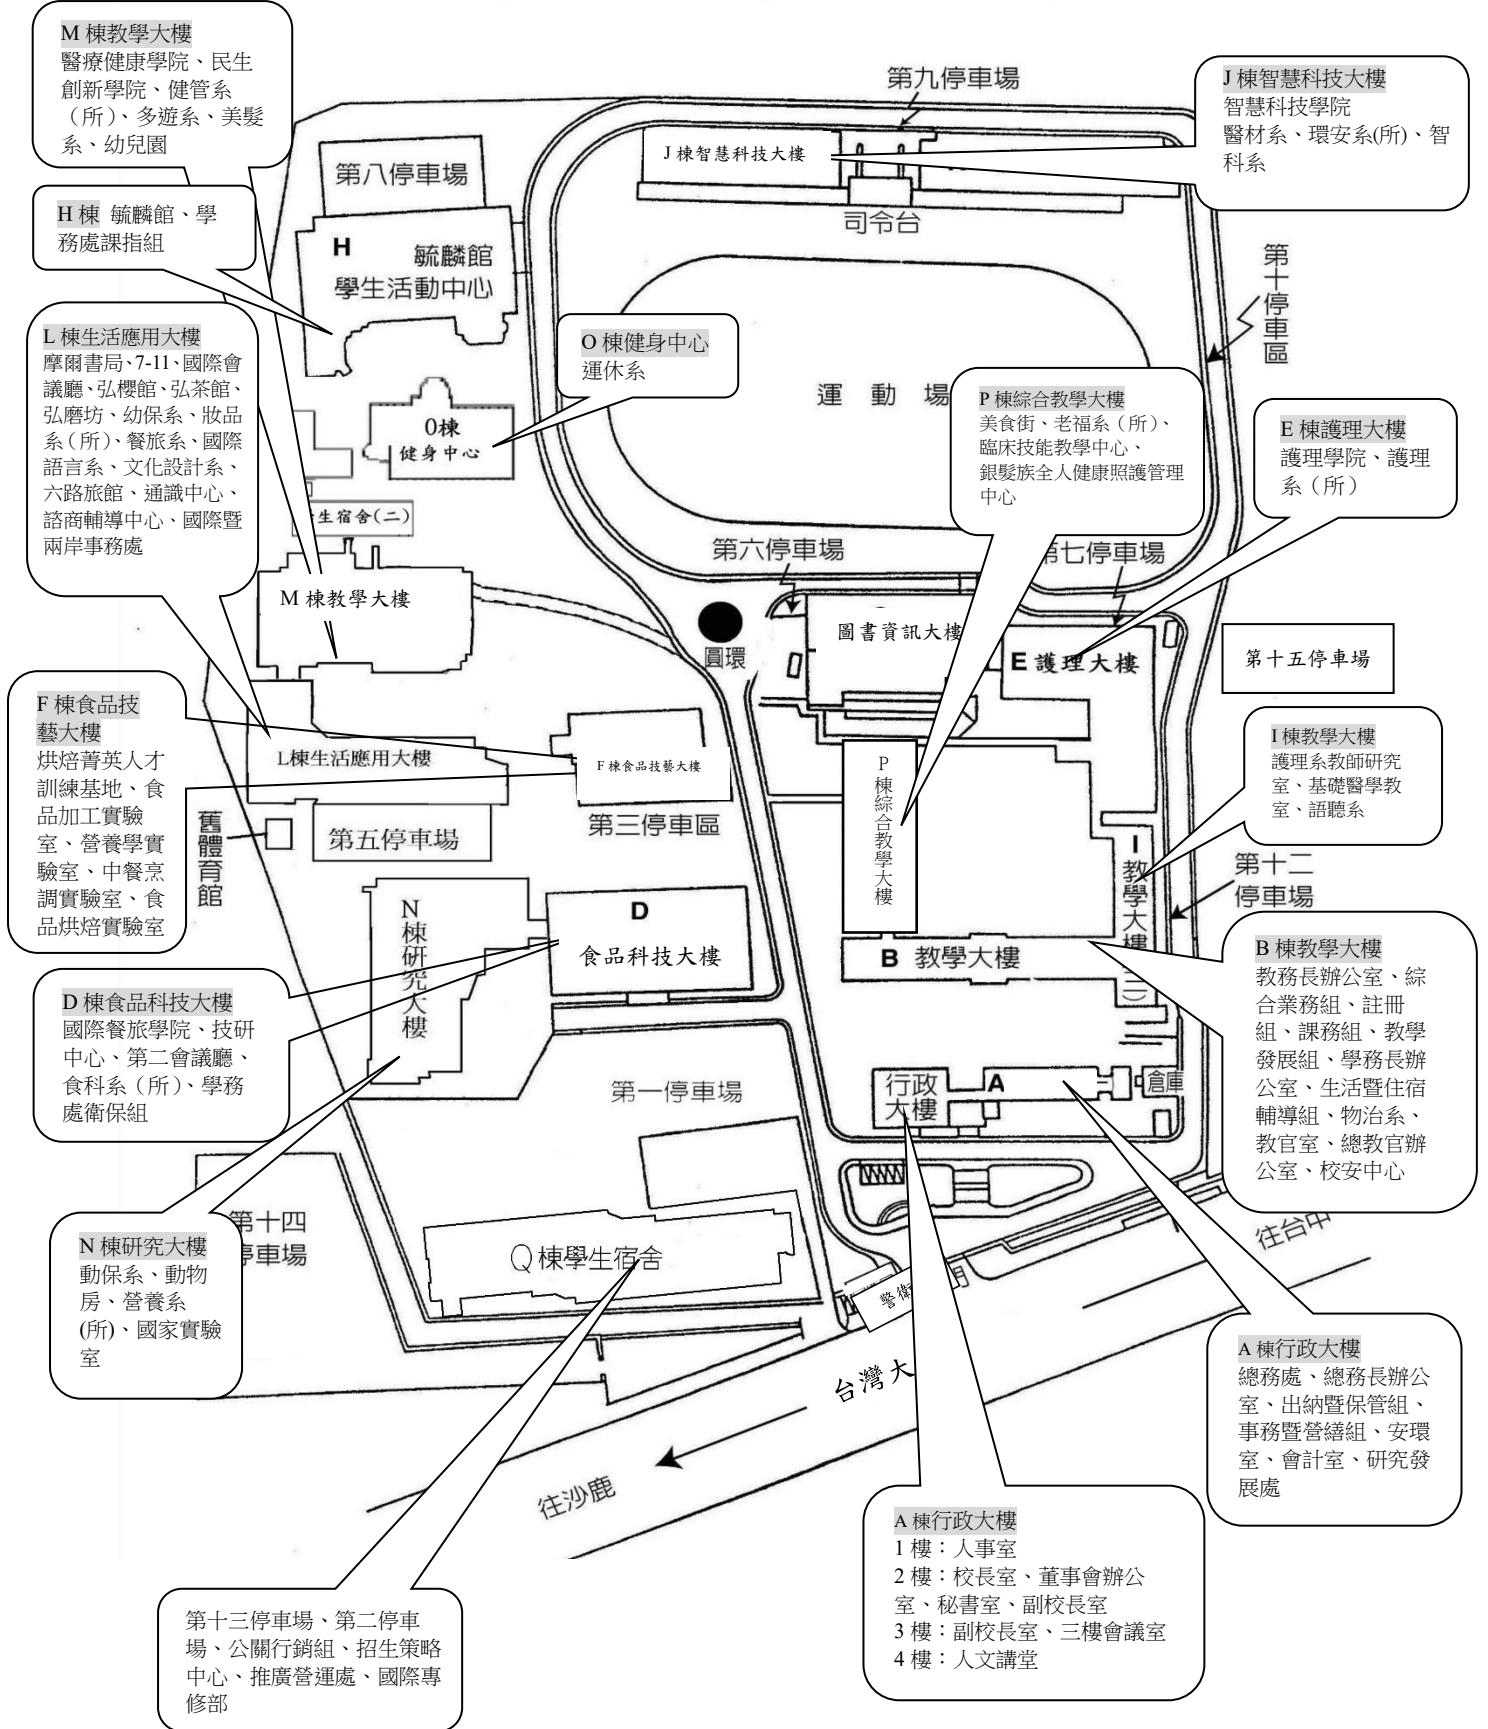 M 棟教學大樓
醫療健康學院、民生
創新學院、健管系
（所）、多遊系、美髮
系、幼兒園
第九停車場
J 棟智慧科技大樓
智慧科技學院
醫材系、環安系(所)、智
科系
J 棟智慧科技大樓
司令台
第八停車場
H 棟 毓麟館、學
務處課指組
H 毓麟館
學生活動中心
第十停車區
L 棟生活應用大樓
摩爾書局、7-11、國際會
議廳、弘櫻館、弘茶館、
弘磨坊、幼保系、妝品
系（所）、餐旅系、國際
語言系、文化設計系、
六路旅館、通識中心、
諮商輔導中心、國際暨
兩岸事務處
O 棟健身中心
運休系
O棟
健身中心
運動場
P 棟綜合教學大樓
美食街、老福系（所）、
臨床技能教學中心、
銀髮族全人健康照護管理
中心
E 棟護理大樓
護理學院、護理
系（所）
生宿舍(二)
第六停車場
第七停車場
M 棟教學大樓
圓環
圖書資訊大樓
E 護理大樓
第十五停車場
F 棟食品技
藝大樓
烘焙菁英人才
訓練基地、食
品加工實驗
室、營養學實
驗室、中餐烹
調實驗室、食
品烘焙實驗室
L棟生活應用大樓
F 棟食品技藝大樓
第三停車區
第五停車場
舊體育館
P棟綜合教學大樓
I 棟教學大樓
護理系教師研究
室、基礎醫學教
室、語聽系
I教學大樓(二)
第十二
停車場
N棟研究大樓
D
食品科技大樓
B 教學大樓
B 棟教學大樓
教務長辦公室、綜
合業務組、註冊
組、課務組、教學
發展組、學務長辦
公室、生活暨住宿
輔導組、物治系、
教官室、總教官辦
公室、校安中心
D 棟食品科技大樓
國際餐旅學院、技研
中心、第二會議廳、
食科系（所）、學務
處衛保組
第一停車場
行政
大樓
A
倉庫
第十四
停車場
N 棟研究大樓
動保系、動物
房、營養系
(所)、國家實驗
室
Q棟學生宿舍
警衛
往台中
台灣大
往沙鹿
A 棟行政大樓
總務處、總務長辦公
室、出納暨保管組、
事務暨營繕組、安環
室、會計室、研究發
展處
A 棟行政大樓
1 樓：人事室
2 樓：校長室、董事會辦公
室、秘書室、副校長室
3 樓：副校長室、三樓會議室
4 樓：人文講堂
第十三停車場、第二停車
場、公關行銷組、招生策略
中心、推廣營運處、國際專
修部